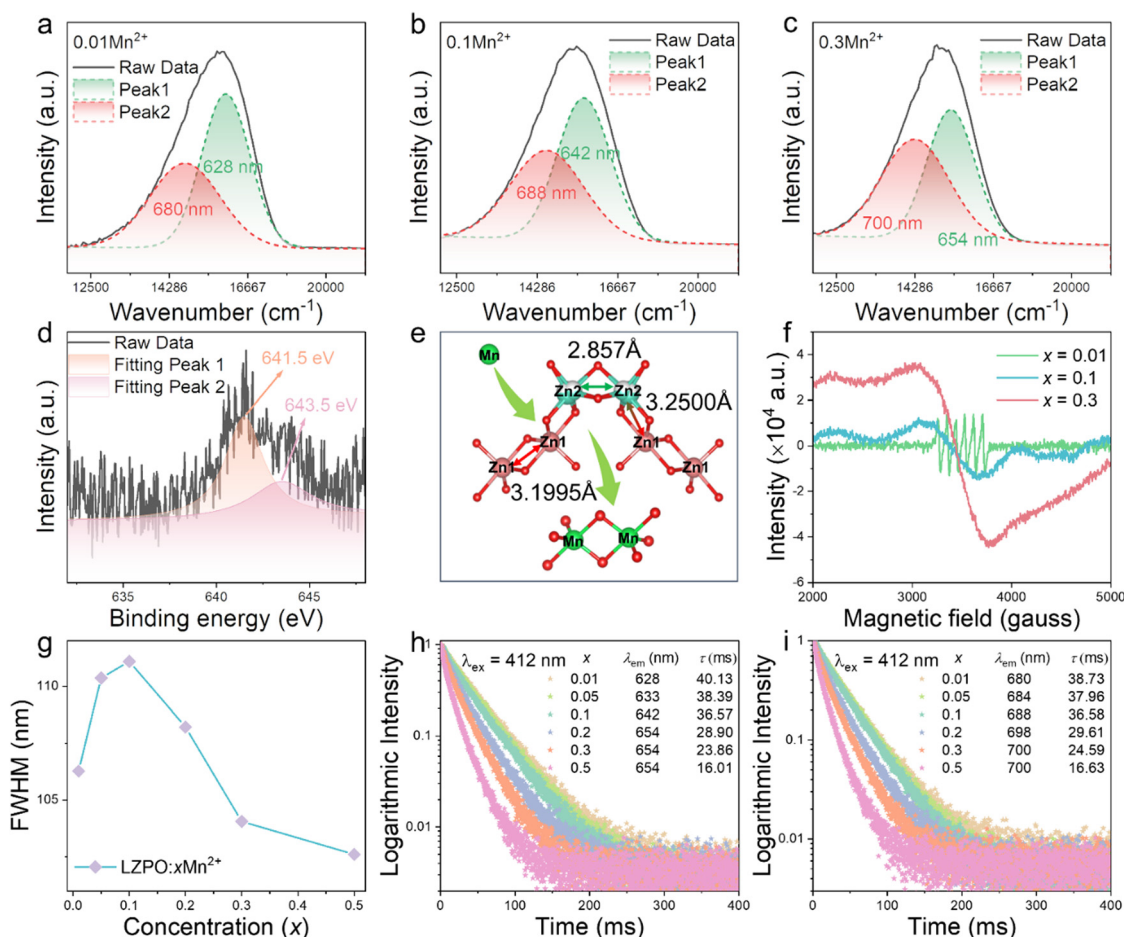 a
0.01Mn²⁺
Raw Data
Peak1
Peak2
628 nm
680 nm
Intensity (a.u.)
12500 14286 16667 20000
Wavenumber (cm⁻¹)
b
0.1Mn²⁺
Raw Data
Peak1
Peak2
642 nm
688 nm
Intensity (a.u.)
12500 14286 16667 20000
Wavenumber (cm⁻¹)
c
0.3Mn²⁺
Raw Data
Peak1
Peak2
700 nm
654 nm
Intensity (a.u.)
12500 14286 16667 20000
Wavenumber (cm⁻¹)
d
Raw Data
Fitting Peak 1
Fitting Peak 2
641.5 eV
643.5 eV
Intensity (a.u.)
635 640 645
Binding energy (eV)
e
Mn
2.857Å
Zn2 Zn2
3.2500Å
Zn1 Zn1
Zn1 Zn1
3.1995Å
Mn Mn
f
x = 0.01
x = 0.1
x = 0.3
Intensity (×10⁴ a.u.)
4
2
0
-2
-4
-6
2000 3000 4000 5000
Magnetic field (gauss)
g
FWHM (nm)
110
105
LZPO:xMn²⁺
0.0 0.1 0.2 0.3 0.4 0.5
Concentration (x)
h
λex = 412 nm x λem (nm) τ (ms)
0.01 628 40.13
0.05 633 38.39
0.1 642 36.57
0.2 654 28.90
0.3 654 23.86
0.5 654 16.01
Logarithmic Intensity
1
0.1
0.01
0 100 200 300 400
Time (ms)
i
λex = 412 nm x λem (nm) τ (ms)
0.01 680 38.73
0.05 684 37.96
0.1 688 36.58
0.2 698 29.61
0.3 700 24.59
0.5 700 16.63
Logarithmic Intensity
1
0.1
0.01
0 100 200 300 400
Time (ms)